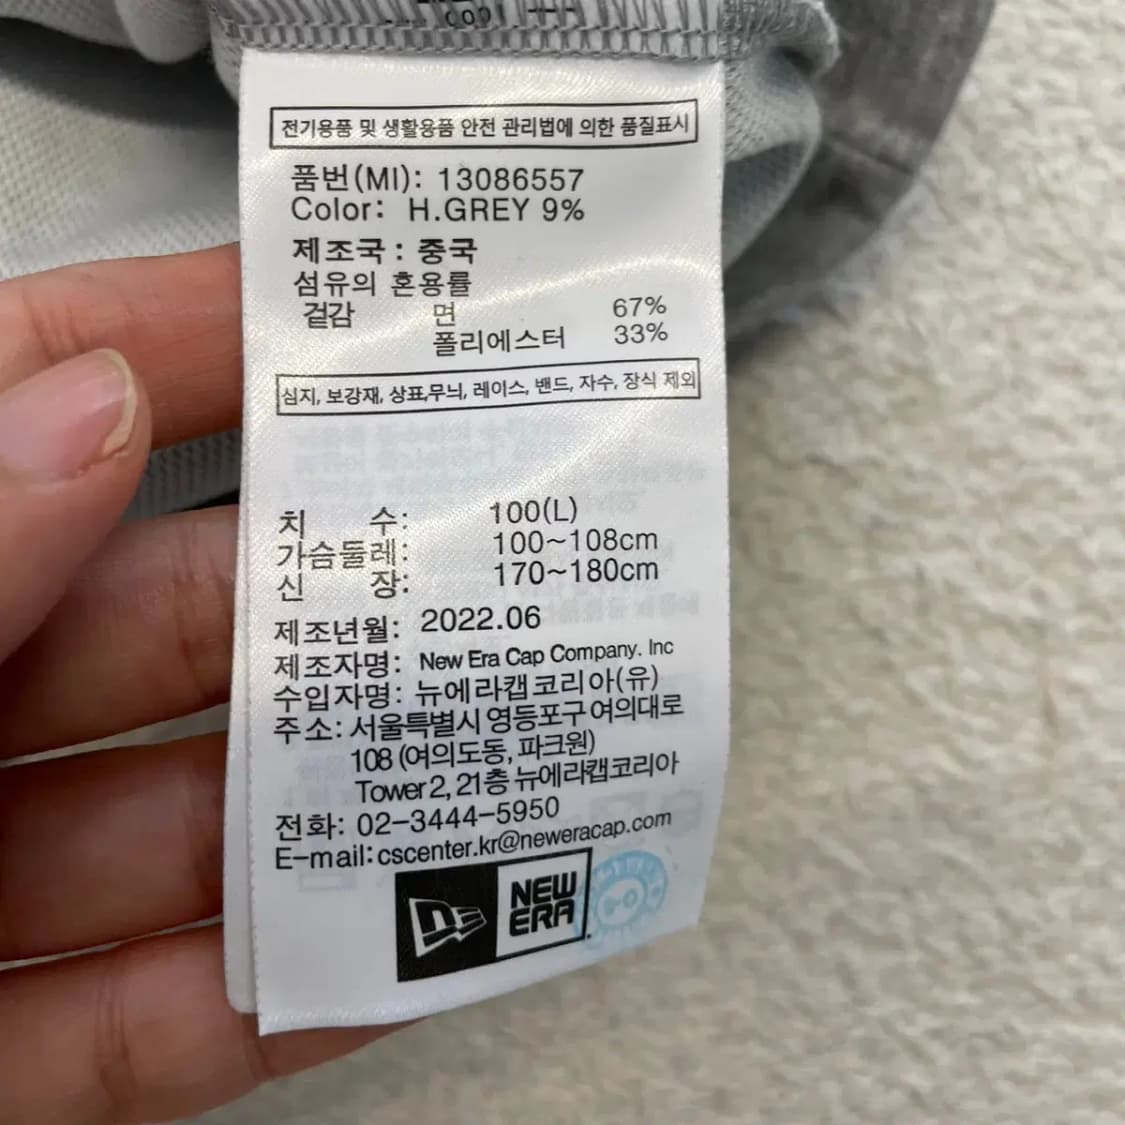 전기용품 및 생활용품 안전 관리법에 의한 품질표시
품번(MI): 13086557
Color: H.GREY 9%
제조국 : 중국
섬유의 혼용률
겉감 면 67%
폴리에스터 33%
심지, 보강재, 상표,무늬, 레이스, 밴드, 자수, 장식 제외
치 수: 100(L)
가슴둘레: 100~108cm
신 장: 170~180cm
제조년월: 2022.06
제조자명: New Era Cap Company. Inc
수입자명: 뉴에라캡코리아(유)
주소: 서울특별시 영등포구 여의대로
108 (여의도동, 파크원)
Tower 2, 21층 뉴에라캡코리아
전화: 02-3444-5950
E-mail:cscenter.kr@neweracap.com
NEW
ERA